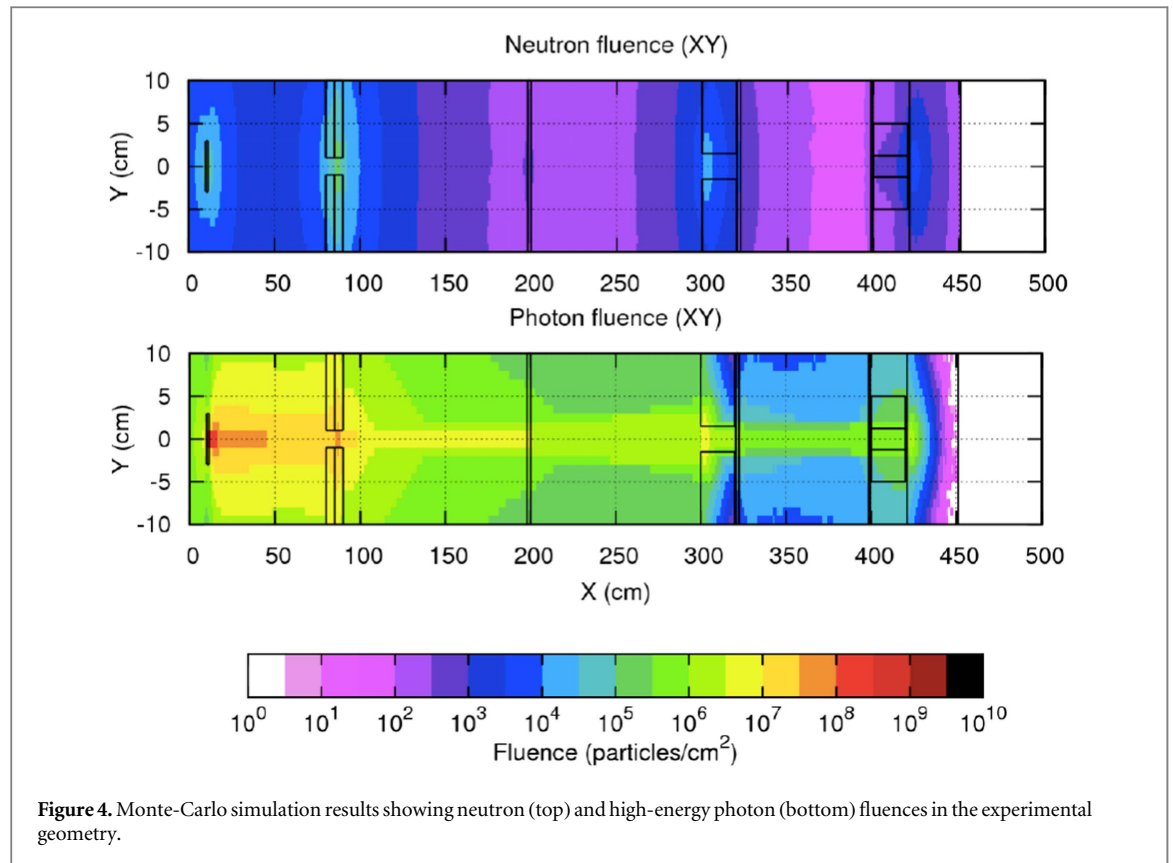 Neutron fluence (XY)
10
5
0
-5
-10
Y (cm)
0 50 100 150 200 250 300 350 400 450 500
Photon fluence (XY)
10
5
0
-5
-10
Y (cm)
0 50 100 150 200 250 300 350 400 450 500
X (cm)
10^0 10^1 10^2 10^3 10^4 10^5 10^6 10^7 10^8 10^9 10^10
Fluence (particles/cm^2)
Figure 4. Monte-Carlo simulation results showing neutron (top) and high-energy photon (bottom) fluences in the experimental
geometry.